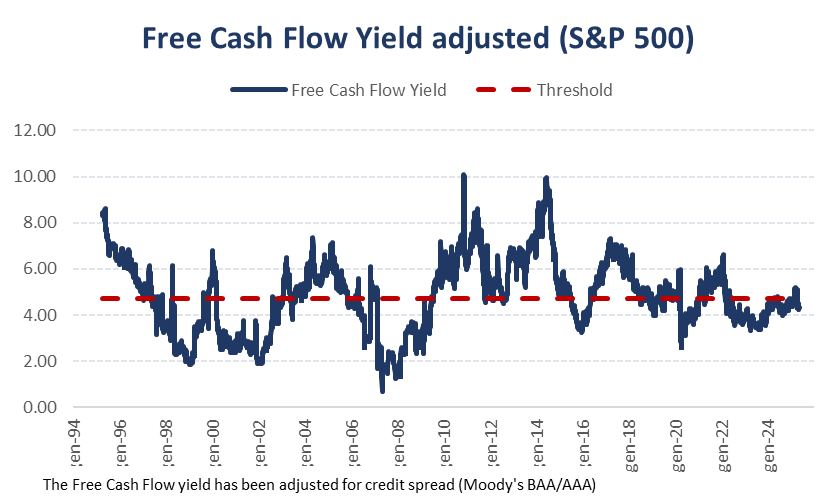 Free Cash Flow Yield adjusted (S&P 500)
Free Cash Flow Yield Threshold
12.00
10.00
8.00
6.00
4.00
2.00
0.00
gen-94 gen-96 gen-98 gen-00 gen-02 gen-04 gen-06 gen-08 gen-10 gen-12 gen-14 gen-16 gen-18 gen-20 gen-22 gen-24
The Free Cash Flow yield has been adjusted for credit spread (Moody's BAA/AAA)